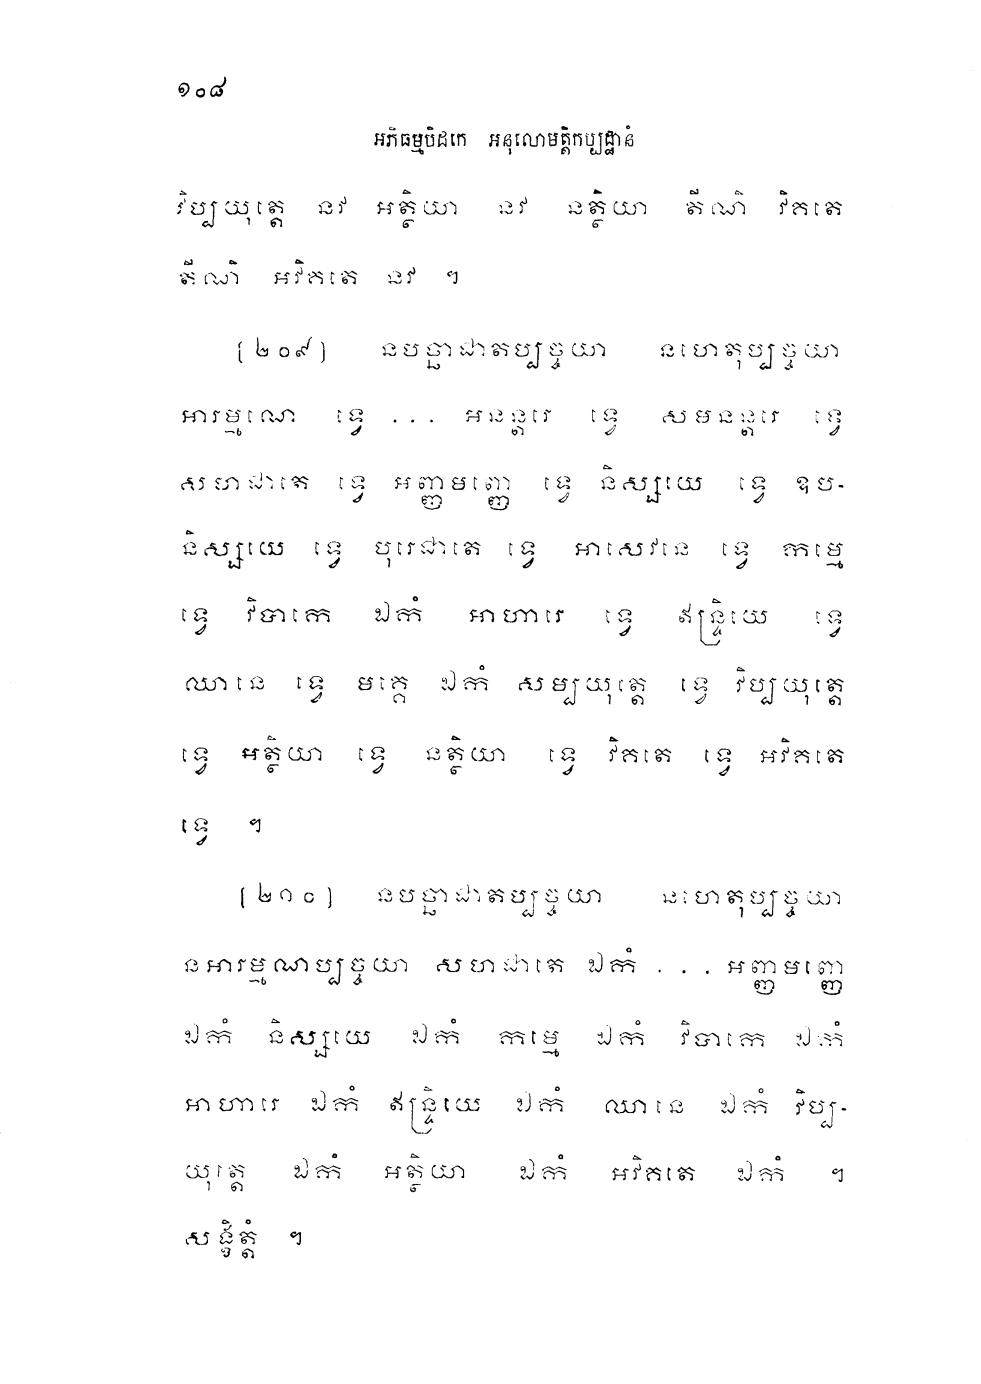 ១០៨
អភិធម្មបិដកេ អនុលោមត្តិកប្បដ្ឋានំ
វិប្បយុត្តេ នវ អត្ថិយា នវ នត្ថិយា តីណិ វិគតេ
តីណិ អវិគតេ នវ ។
(២០៩) នបច្ឆាជាតប្បច្ចយា នហេតុប្បច្ចយា
អារម្មណេ ទ្វេ ... អនន្តរេ ទ្វេ សមនន្តរេ ទ្វេ
សហជាតេ ទ្វេ អញ្ញមញ្ញេ ទ្វេ និស្សយេ ទ្វេ ឧប-
និស្សយេ ទ្វេ បុរេជាតេ ទ្វេ អាសេវនេ ទ្វេ កម្មេ
ទ្វេ វិបាកេ ឯកំ អាហារេ ទ្វេ ឥន្ទ្រិយេ ទ្វេ
ឈានេ ទ្វេ មគ្គេ ឯកំ សម្បយុត្តេ ទ្វេ វិប្បយុត្តេ
ទ្វេ អត្ថិយា ទ្វេ នត្ថិយា ទ្វេ វិគតេ ទ្វេ អវិគតេ
ទ្វេ ។
(២១០) នបច្ឆាជាតប្បច្ចយា នហេតុប្បច្ចយា
នអារម្មណប្បច្ចយា សហជាតេ ឯកំ ... អញ្ញមញ្ញេ
ឯកំ និស្សយេ ឯកំ កម្មេ ឯកំ វិបាកេ ឯកំ
អាហារេ ឯកំ ឥន្ទ្រិយេ ឯកំ ឈានេ ឯកំ វិប្ប-
យុត្តេ ឯកំ អត្ថិយា ឯកំ អវិគតេ ឯកំ ។
សង្ខិត្តំ ។